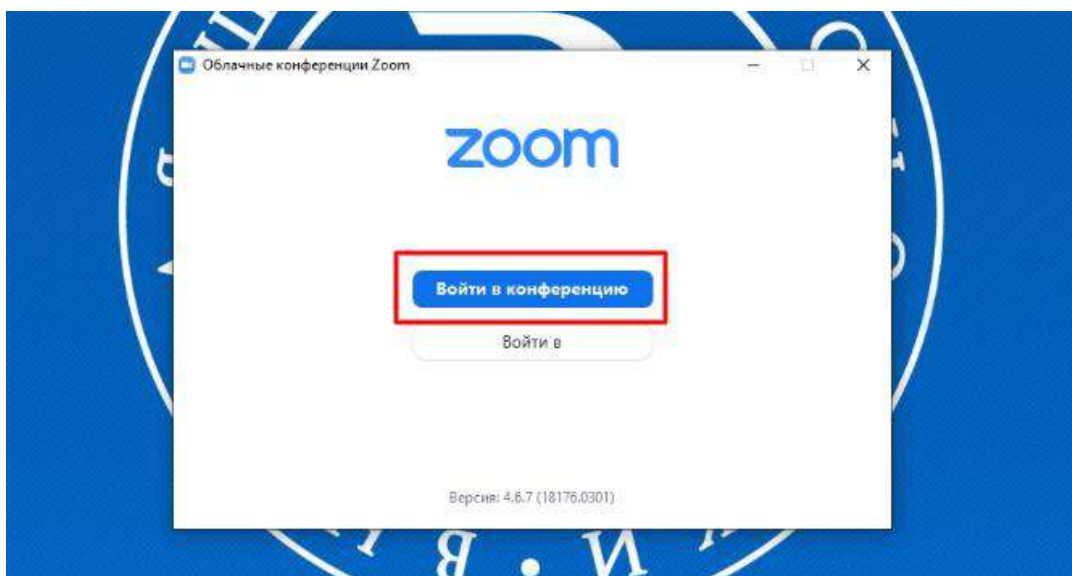 Облачные конференции Zoom
zoom
Войти в конференцию
Войти в
Версия: 4.6.7 (18176.0301)